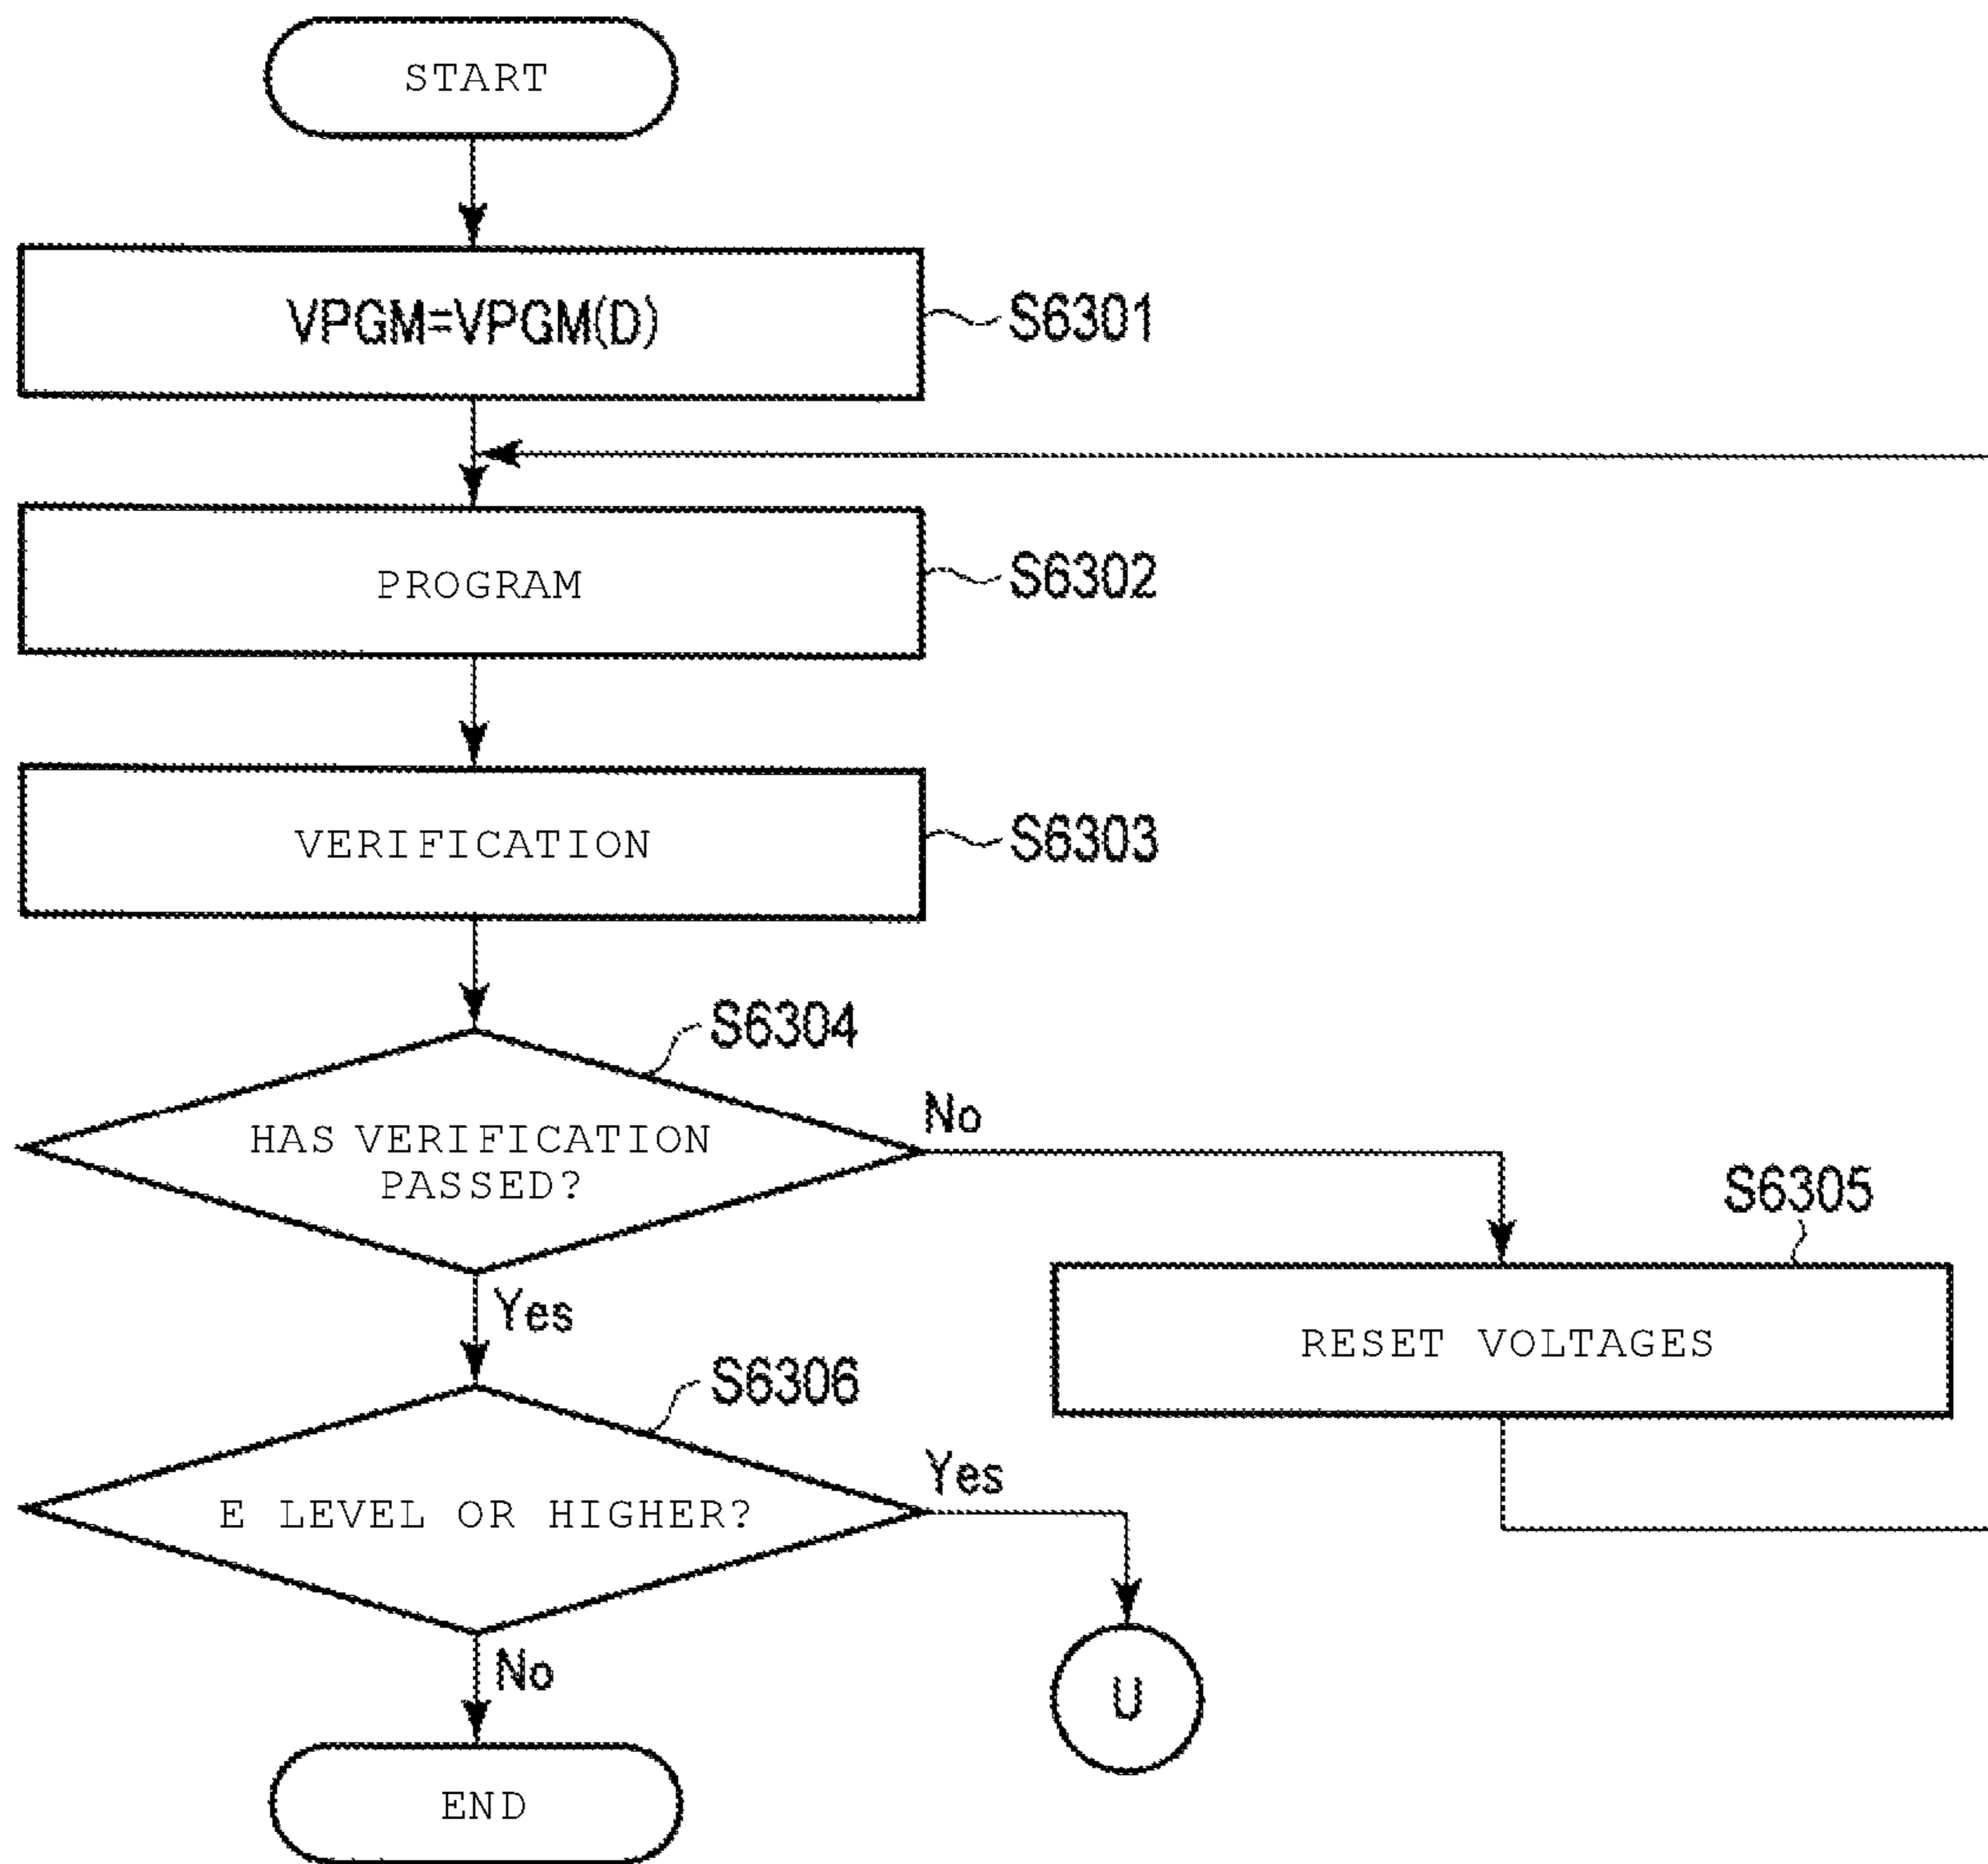 START
VPGM=VPGM(D)
S6301
PROGRAM
S6302
VERIFICATION
S6303
S6304
HAS VERIFICATION
PASSED?
No
Yes
S6305
RESET VOLTAGES
S6306
E LEVEL OR HIGHER?
Yes
No
U
END